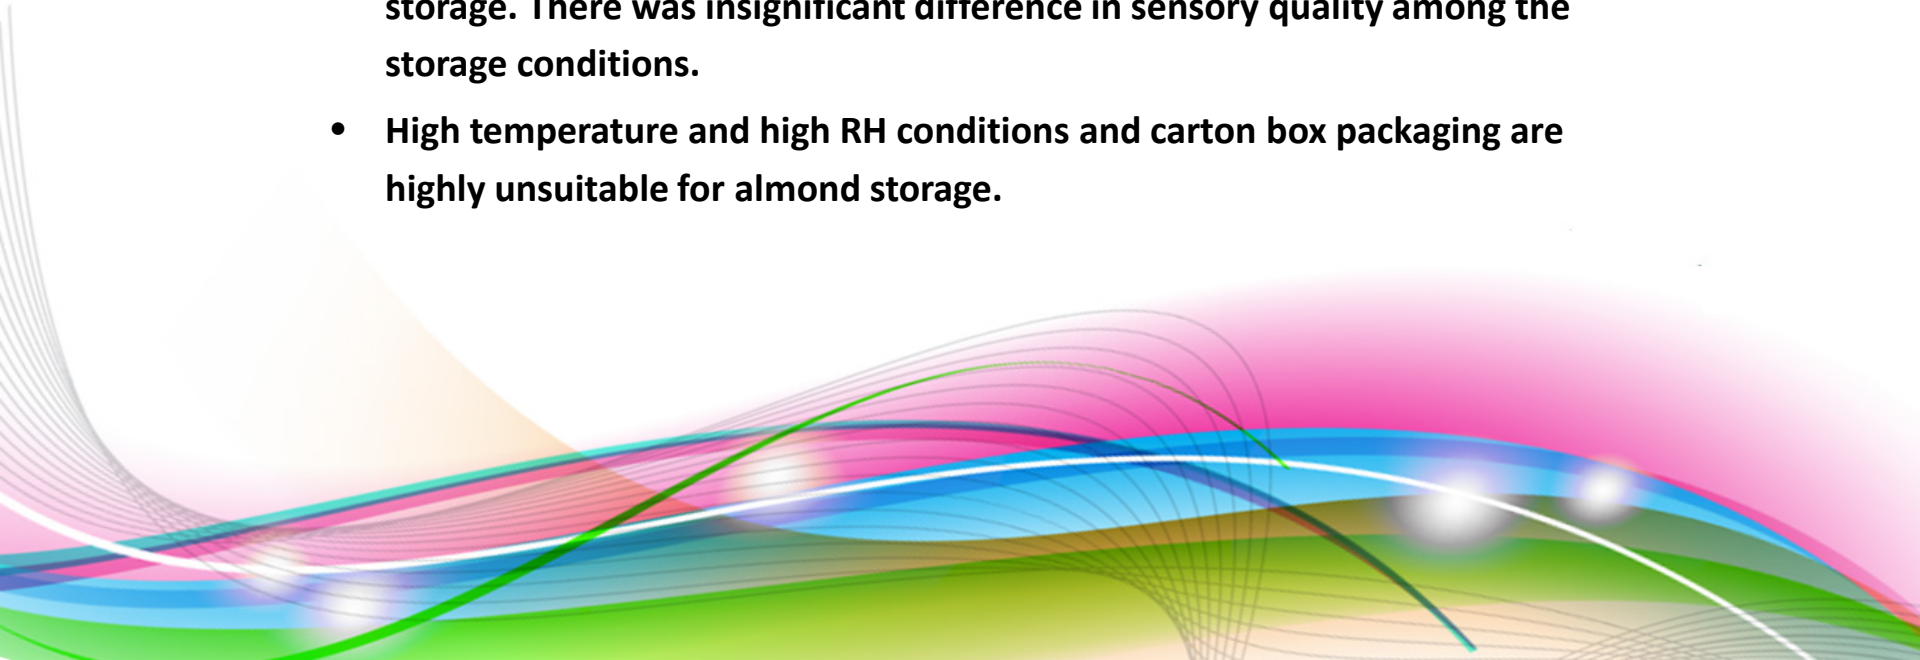 storage. There was insignificant difference in sensory quality among the
storage conditions.
• High temperature and high RH conditions and carton box packaging are
highly unsuitable for almond storage.